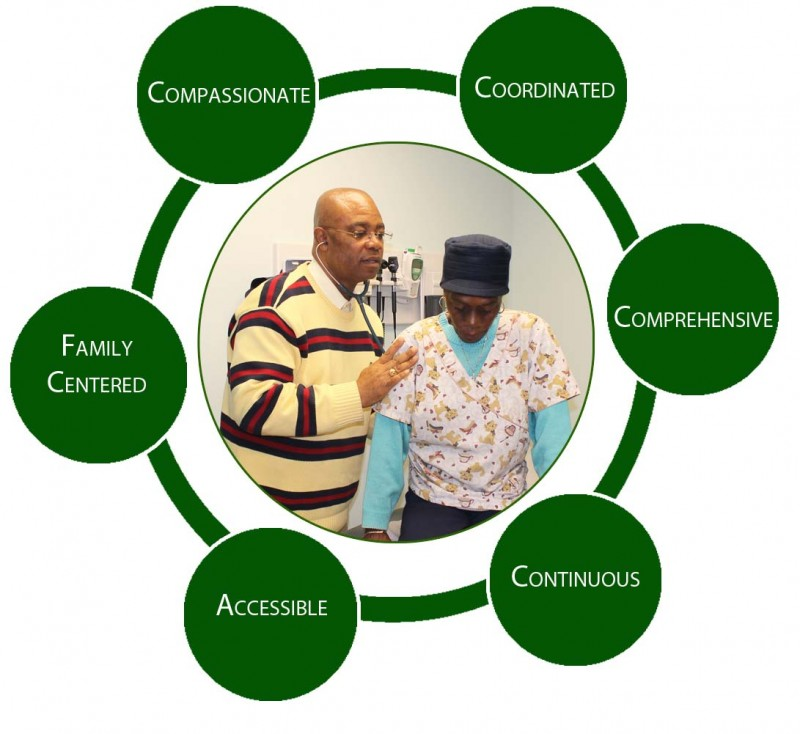 Compassionate
Coordinated
Comprehensive
Continuous
Accessible
Family
Centered